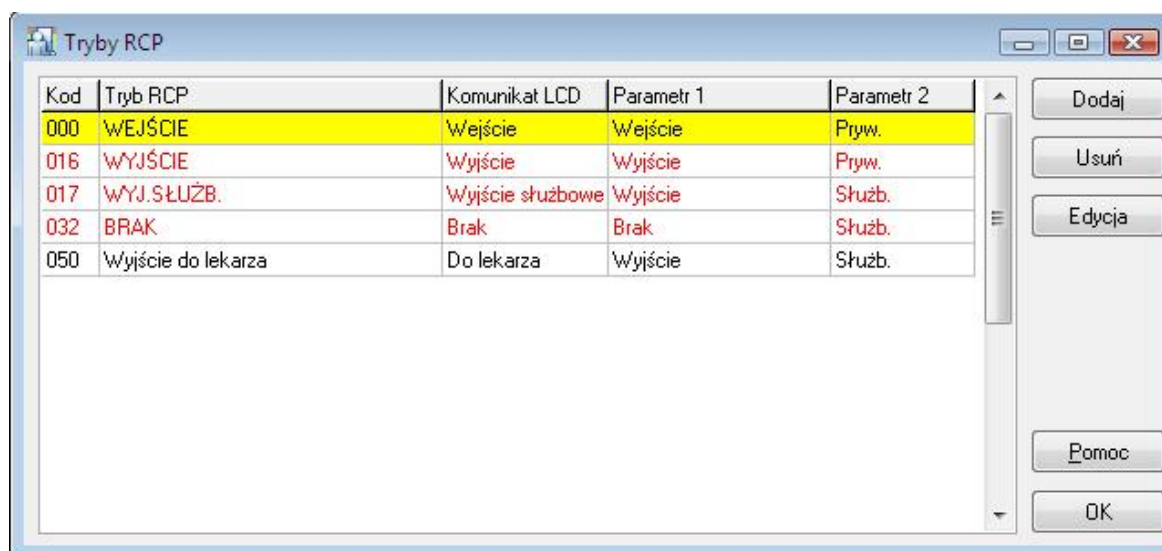 Tryby RCP
Kod Tryb RCP Komunikat LCD Parametr 1 Parametr 2
000 WEJŚCIE Wejście Wejście Pryw.
016 WYJŚCIE Wyjście Wyjście Pryw.
017 WYJ.SŁUŻB. Wyjście służbowe Wyjście Służb.
032 BRAK Brak Brak Służb.
050 Wyjście do lekarza Do lekarza Wyjście Służb.
Dodaj
Usuń
Edycja
Pomoc
OK